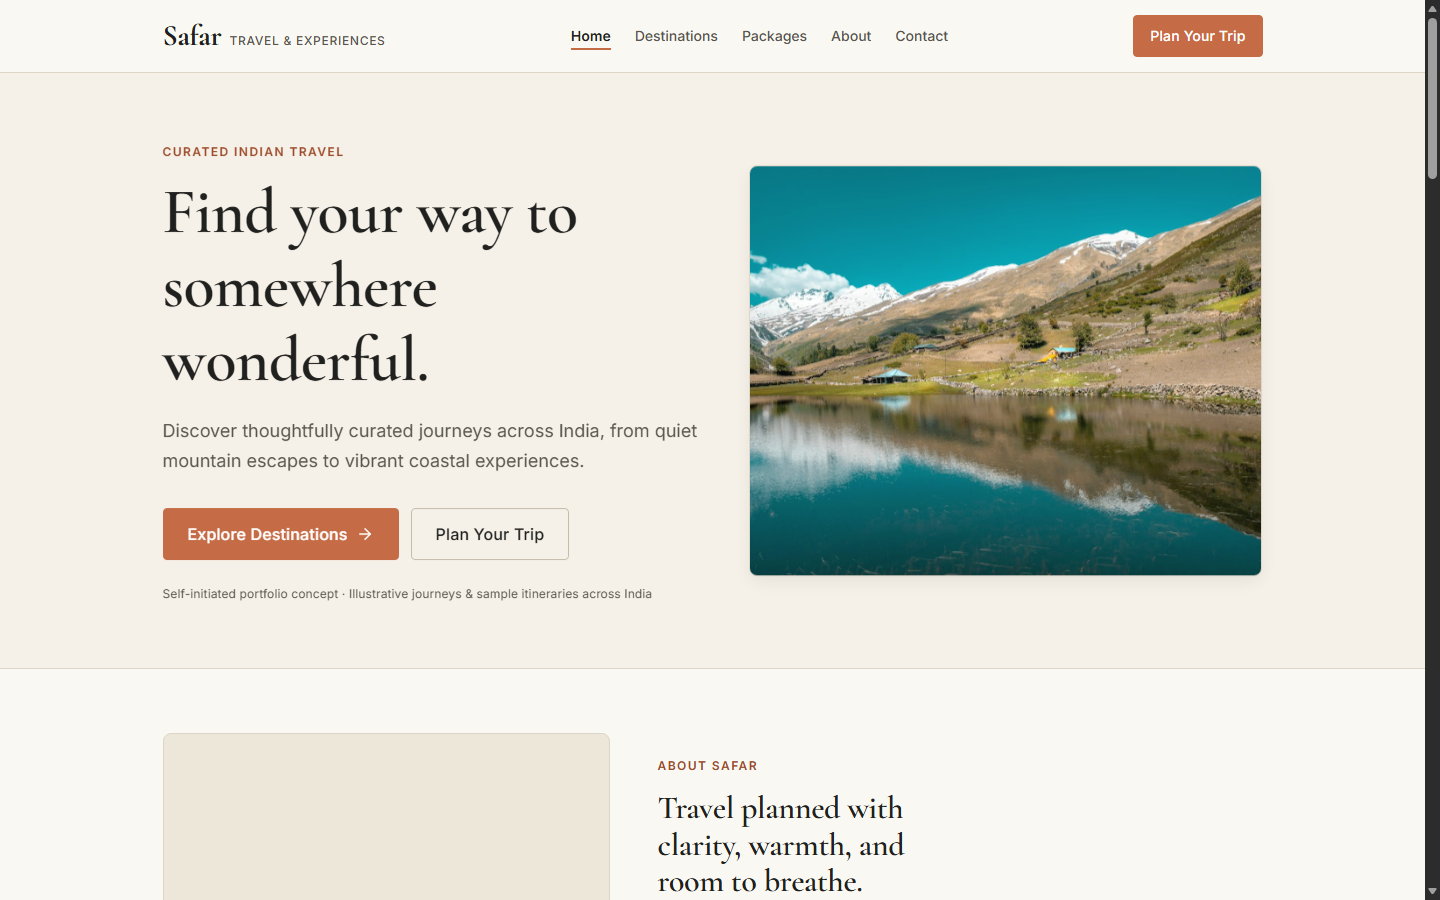 Safar TRAVEL & EXPERIENCES
Home Destinations Packages About Contact
Plan Your Trip
CURATED INDIAN TRAVEL
Find your way to
somewhere
wonderful.
Discover thoughtfully curated journeys across India, from quiet
mountain escapes to vibrant coastal experiences.
Explore Destinations →
Plan Your Trip
Self-initiated portfolio concept · Illustrative journeys & sample itineraries across India
ABOUT SAFAR
Travel planned with
clarity, warmth, and
room to breathe.